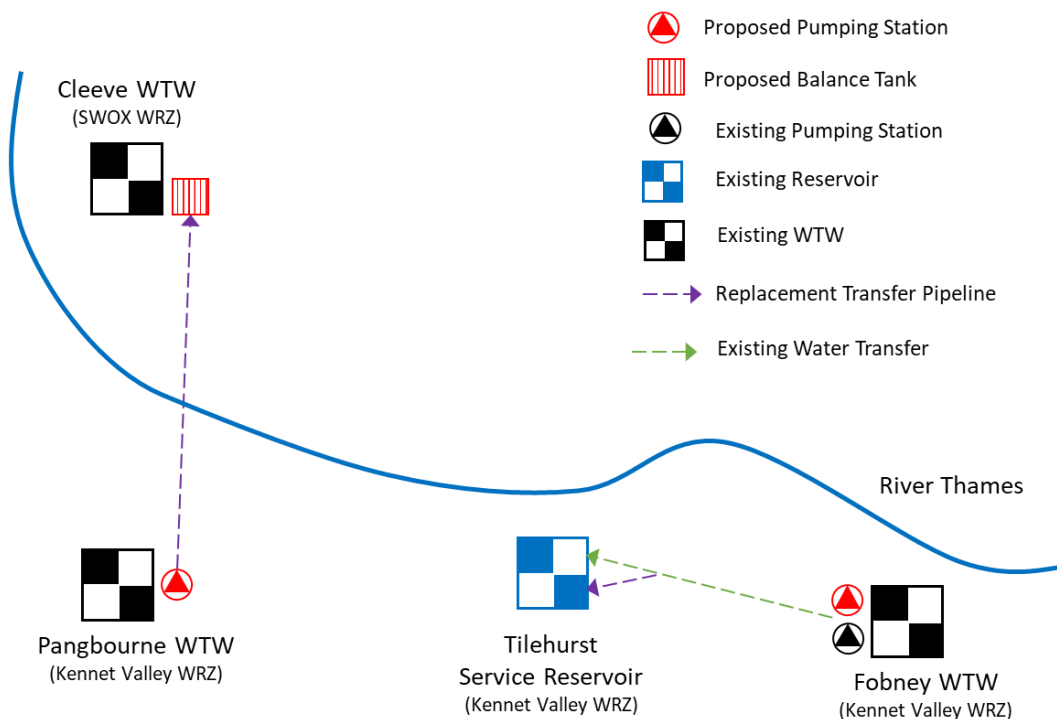 Proposed Pumping Station
Proposed Balance Tank
Existing Pumping Station
Existing Reservoir
Existing WTW
Replacement Transfer Pipeline
Existing Water Transfer
Cleeve WTW
(SWOX WRZ)
River Thames
Pangbourne WTW
(Kennet Valley WRZ)
Tilehurst
Service Reservoir
(Kennet Valley WRZ)
Fobney WTW
(Kennet Valley WRZ)